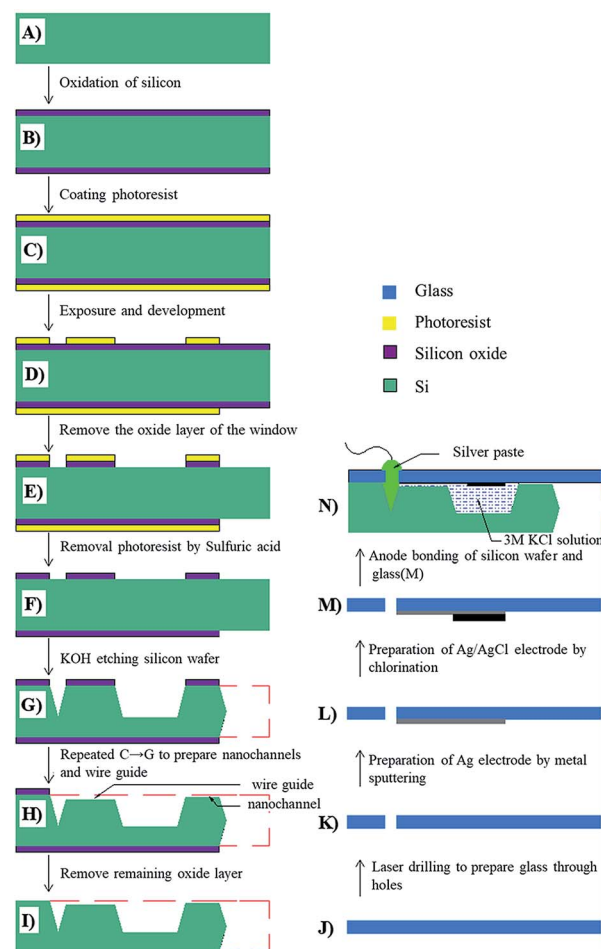 A)
Oxidation of silicon
B)
Coating photoresist
C)
Exposure and development
D)
Remove the oxide layer of the window
E)
Removal photoresist by Sulfuric acid
F)
KOH etching silicon wafer
G)
Repeated C→G to prepare nanochannels
and wire guide
wire guide
nanochannel
H)
Remove remaining oxide layer
I)
Glass
Photoresist
Silicon oxide
Si
Silver paste
N)
3M KCl solution
Anode bonding of silicon wafer and
glass(M)
M)
Preparation of Ag/AgCl electrode by
chlorination
L)
Preparation of Ag electrode by metal
sputtering
K)
Laser drilling to prepare glass through
holes
J)